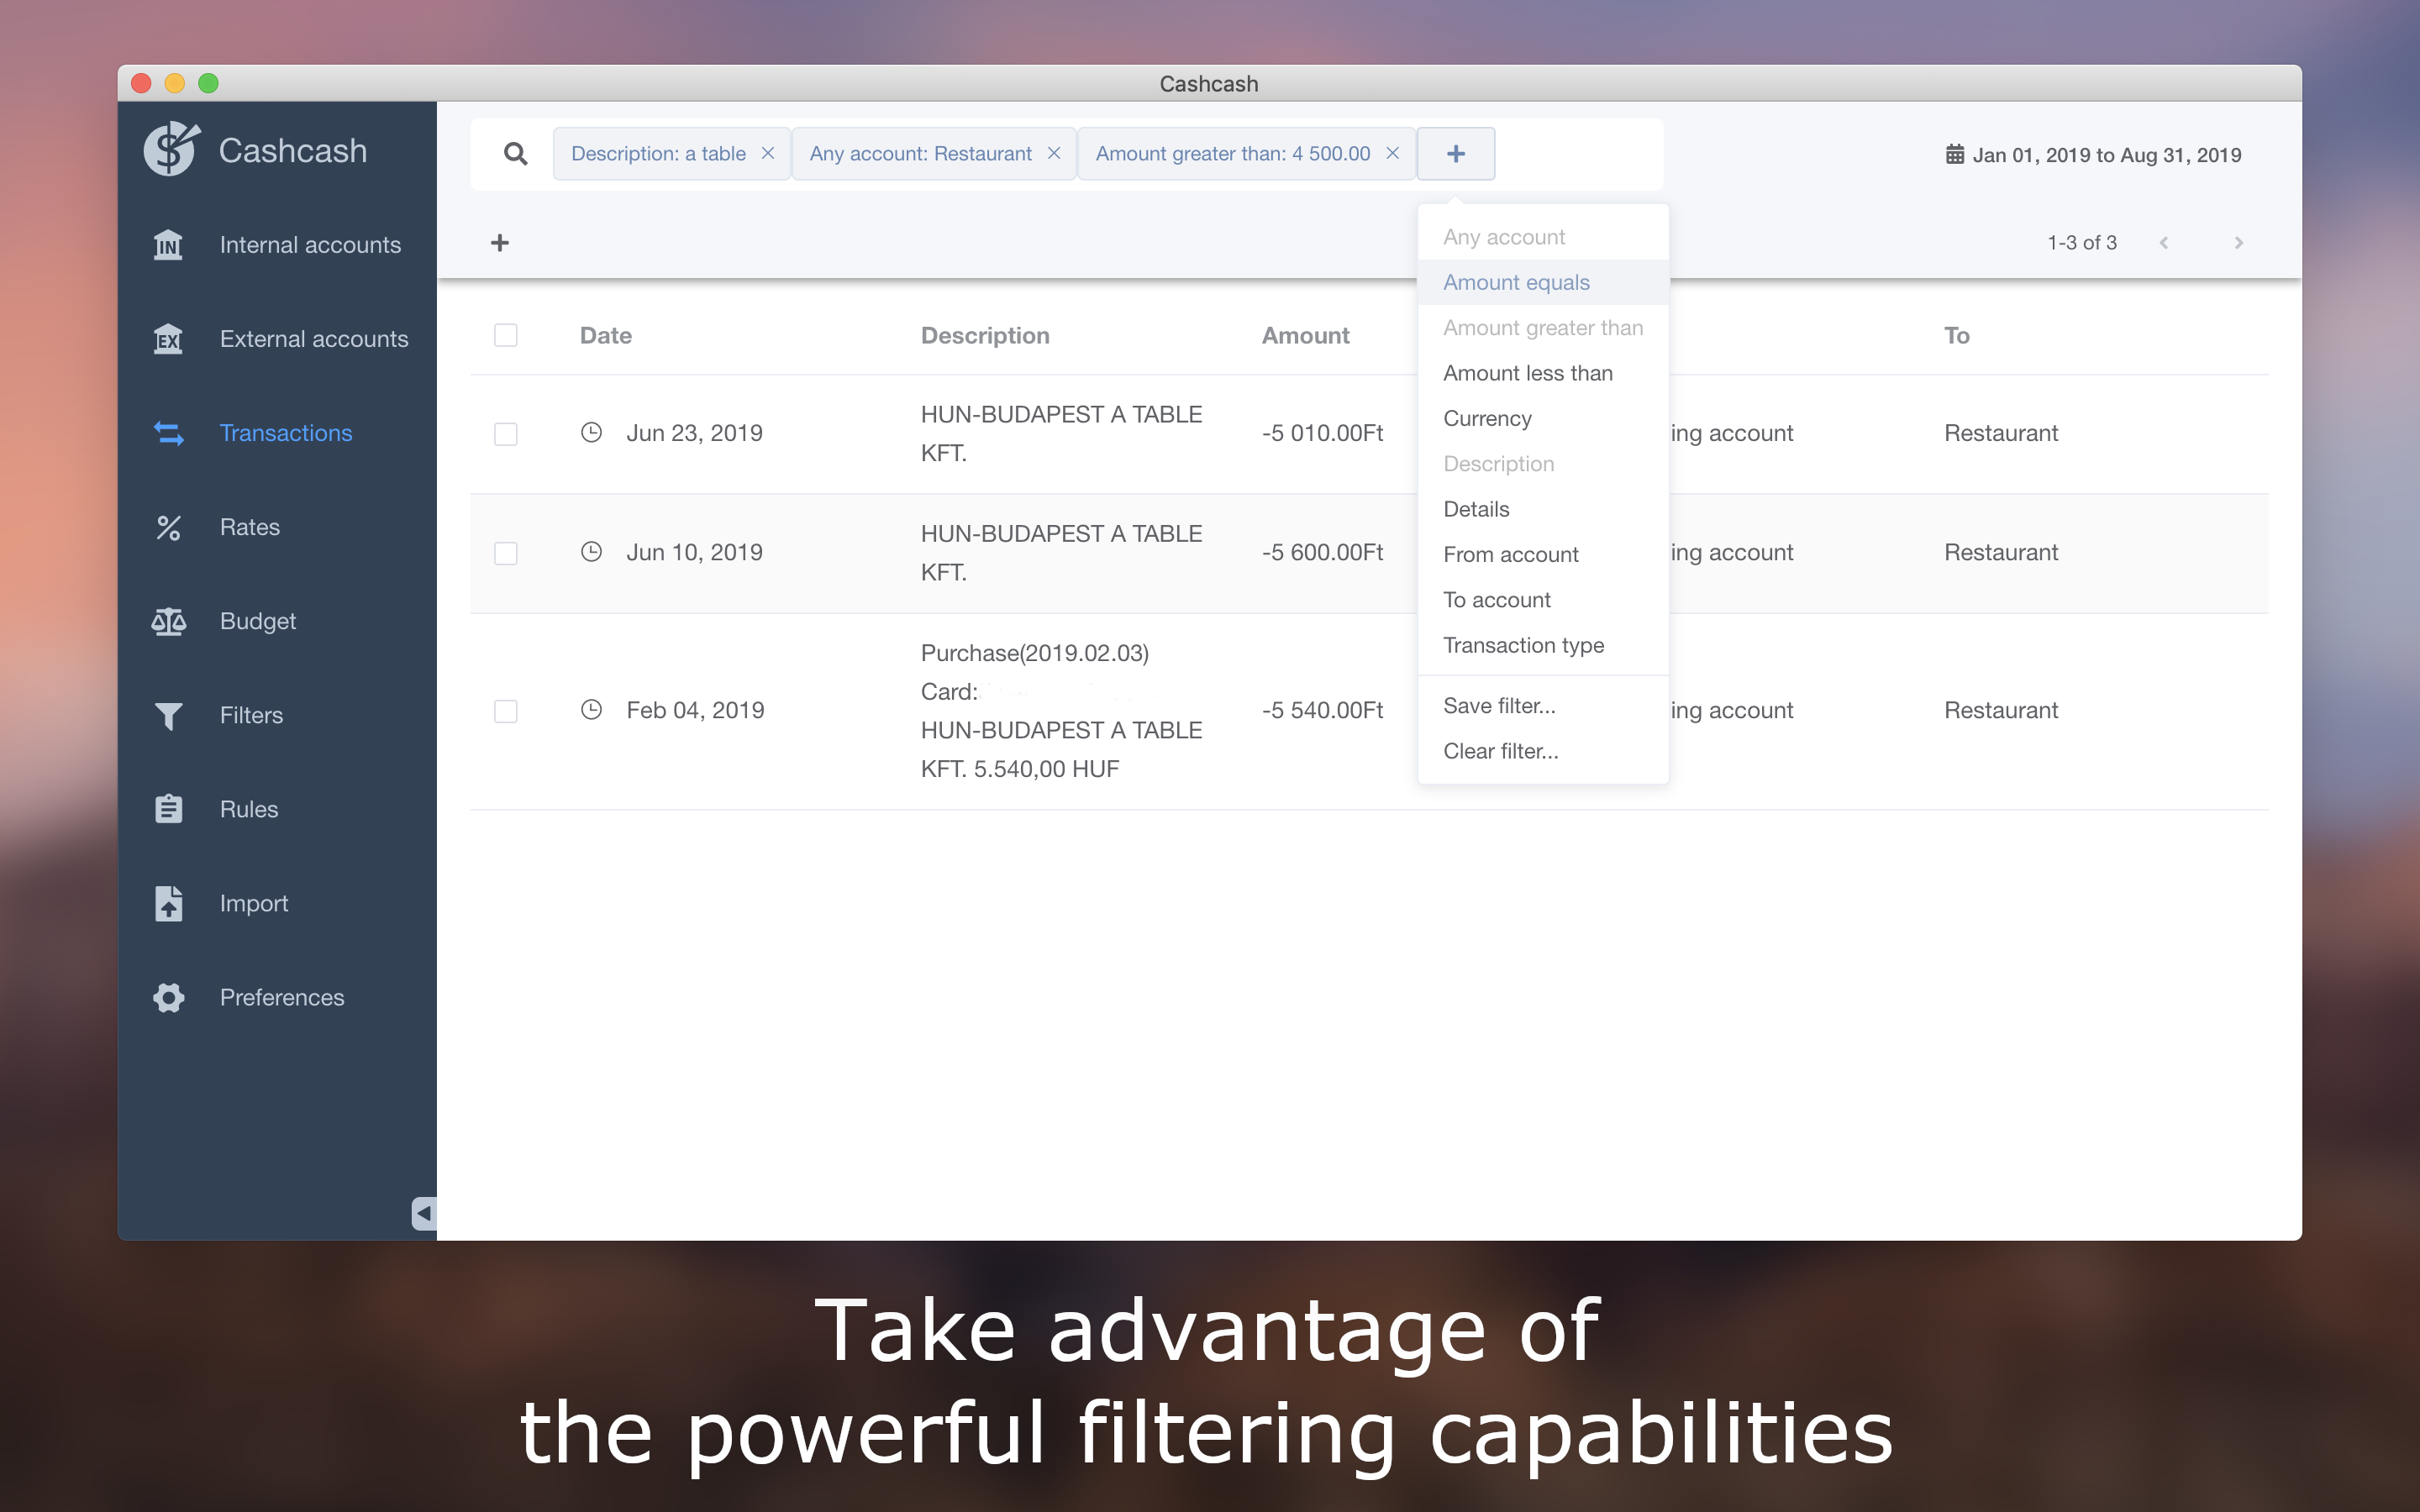 Cashcash
Cashcash
Internal accounts
External accounts
Transactions
Rates
Budget
Filters
Rules
Import
Preferences
Description: a table
Any account: Restaurant
Amount greater than: 4 500.00
Jan 01, 2019 to Aug 31, 2019
1-3 of 3
Any account
Amount equals
Amount greater than
Amount less than
Currency
Description
Details
From account
To account
Transaction type
Save filter...
Clear filter...
Date Description Amount To
Jun 23, 2019
HUN-BUDAPEST A TABLE
KFT.
-5 010.00Ft
ing account
Restaurant
Jun 10, 2019
HUN-BUDAPEST A TABLE
KFT.
-5 600.00Ft
ing account
Restaurant
Feb 04, 2019
Purchase(2019.02.03)
Card:
HUN-BUDAPEST A TABLE
KFT. 5.540,00 HUF
-5 540.00Ft
ing account
Restaurant
Take advantage of
the powerful filtering capabilities